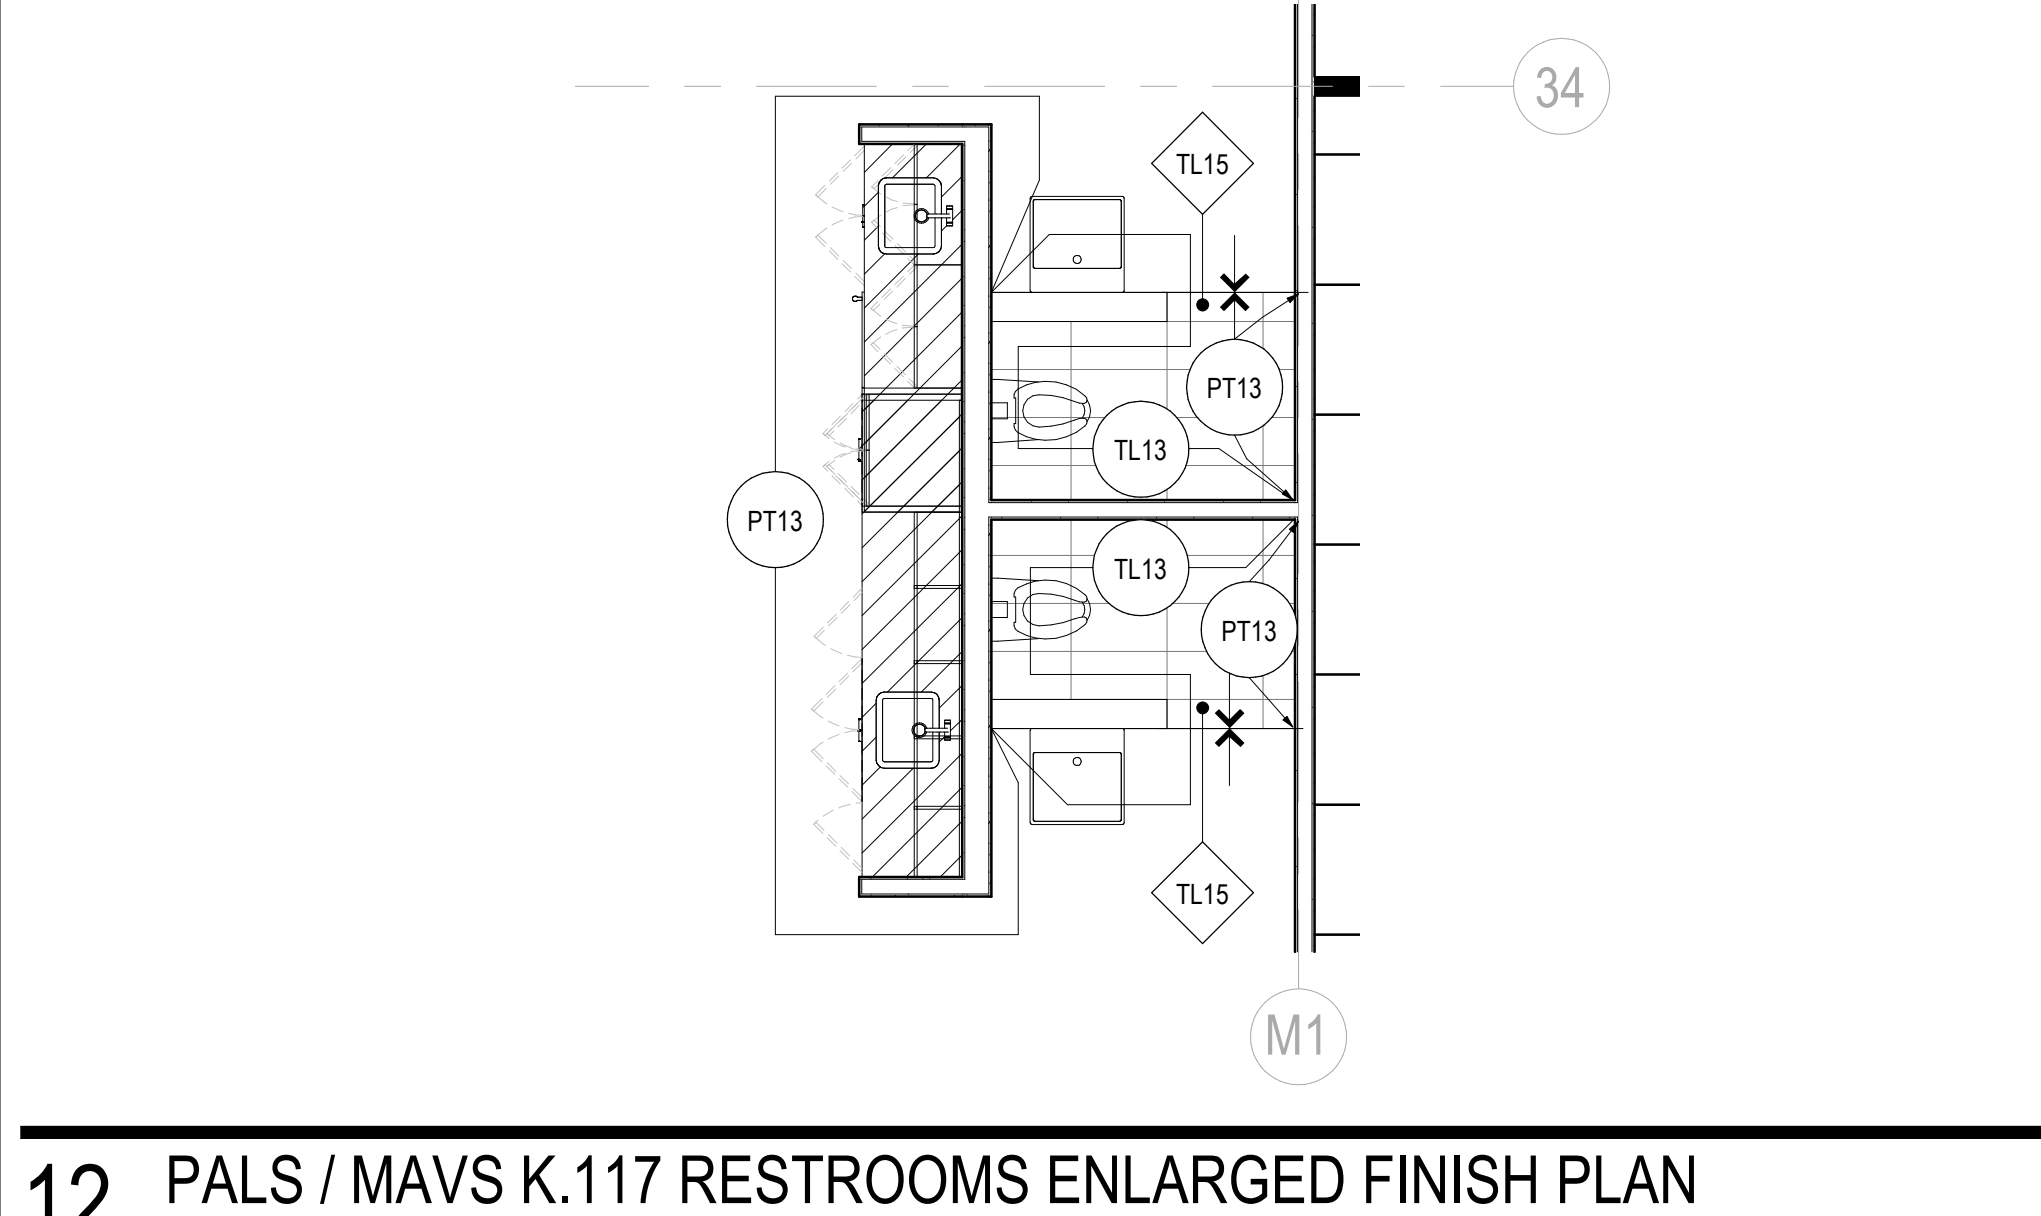 34
TL15
PT13
TL13
PT13
TL13
PT13
TL15
M1
12 PALS / MAVS K.117 RESTROOMS ENLARGED FINISH PLAN